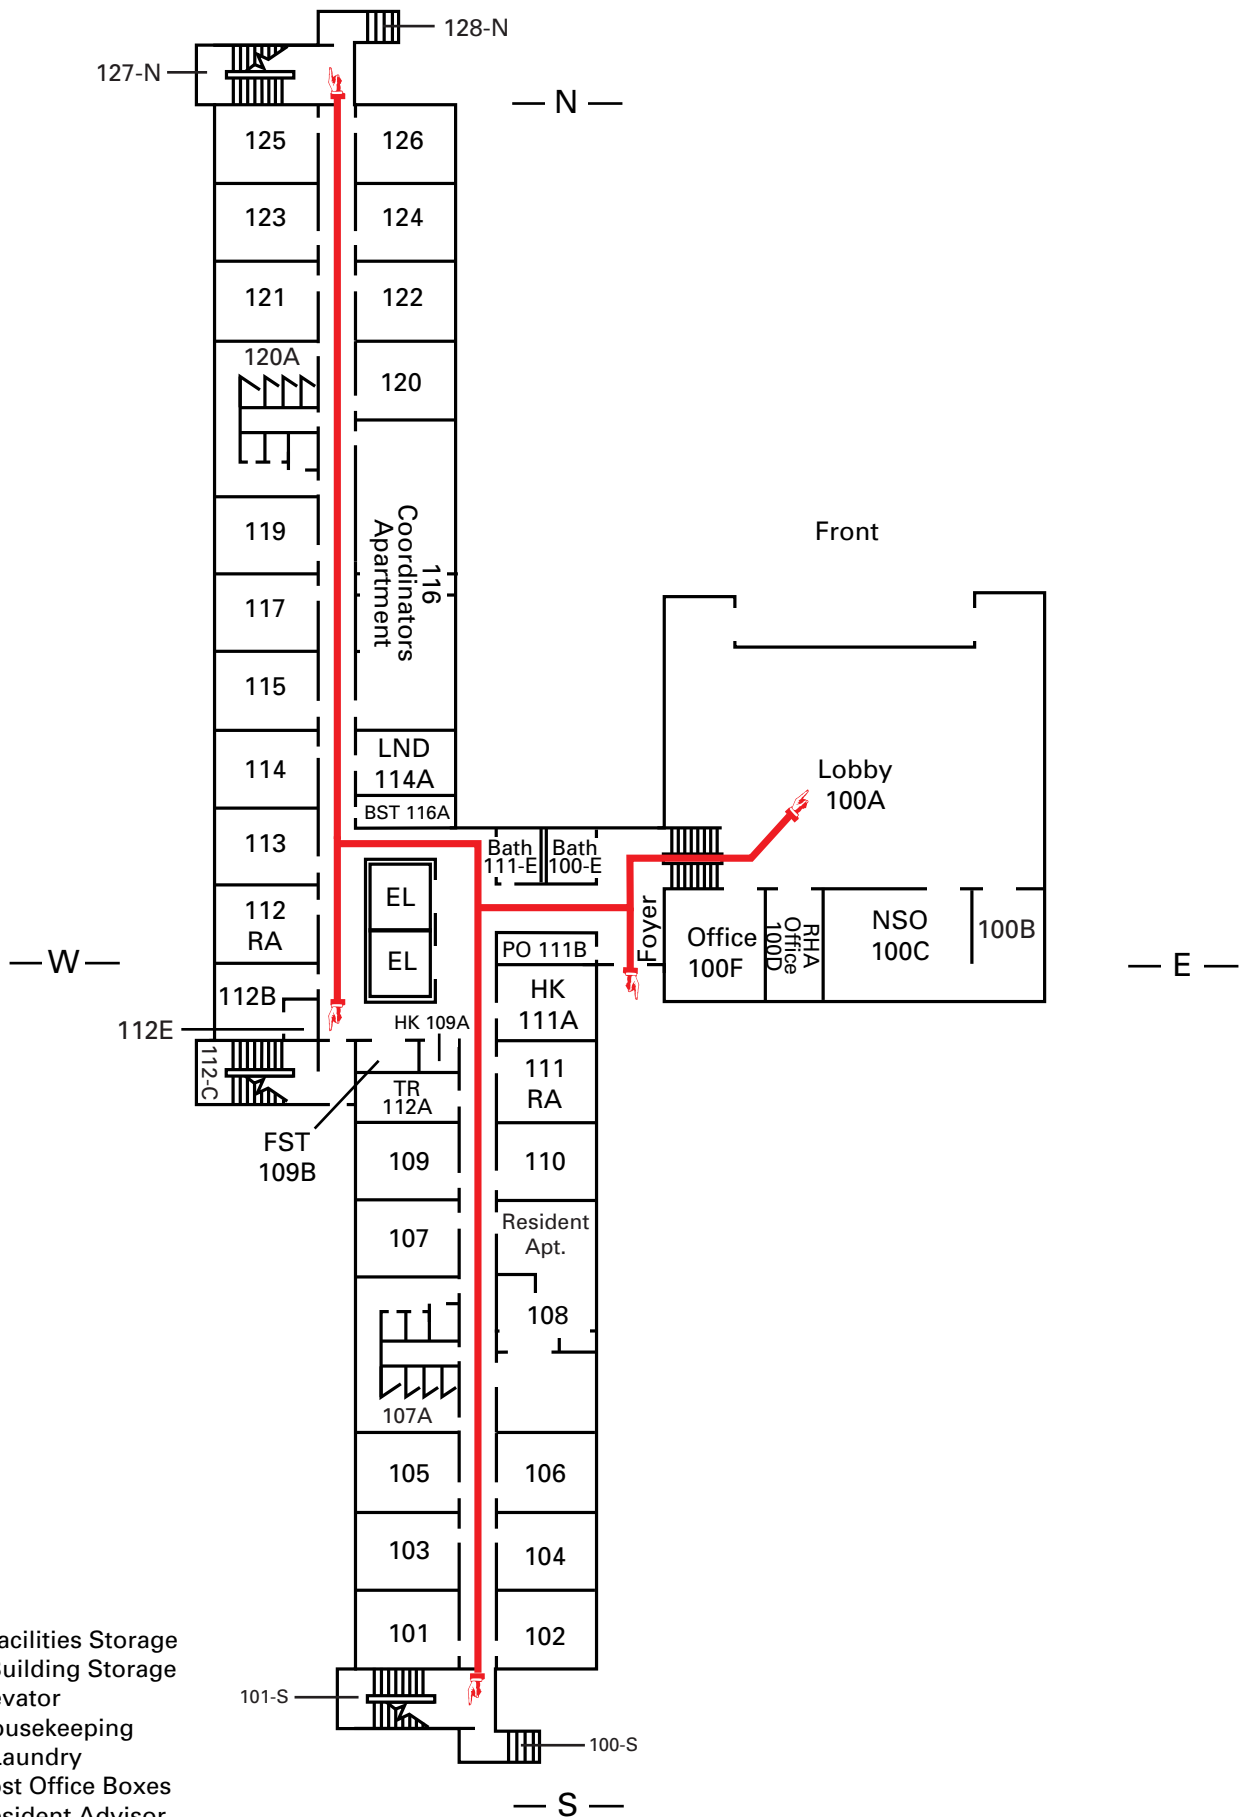 128-N
127-N
— N —
125
126
123
124
121
122
120A
120
119
116
Coordinators
Apartment
Front
117
115
LND
114A
114
Lobby
100A
BST 116A
113
Bath
111-E
Bath
100-E
EL
112
RA
Foyer
Office
100F
RHA
Office
100D
NSO
100C
100B
PO 111B
— W —
EL
— E —
112B
HK
111A
HK 109A
112E
112-C
111
RA
TR
112A
FST
109B
109
110
107
Resident
Apt.
108
107A
105
106
103
104
101
102
acilities Storage
Building Storage
evator
ousekeeping
Laundry
ost Office Boxes
esident Advisor
101-S
100-S
— S —